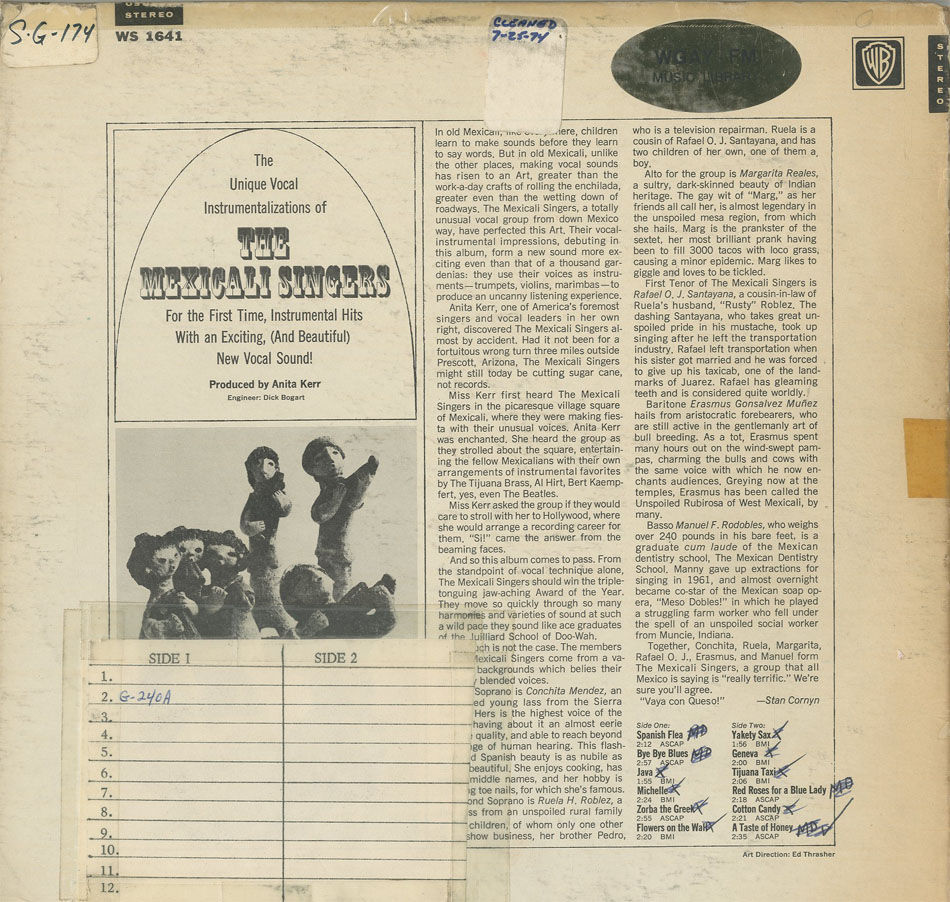 S-G-174
STEREO
WS 1641
CLEANED
7-25-74
MUSIC
WB
STEREO
The
Unique Vocal
Instrumentalizations of
THE
MEXICALI SINGERS
For the First Time, Instrumental Hits
With an Exciting, (And Beautiful)
New Vocal Sound!
Produced by Anita Kerr
Engineer: Dick Bogart
In old Mexicali, like everywhere, children
learn to make sounds before they learn
to say words. But in old Mexicali, unlike
the other places, making vocal sounds
has risen to an Art, greater than the
work-a-day crafts of rolling the enchilada,
greater even than the wetting down of
roadways. The Mexicali Singers, a totally
unusual vocal group from down Mexico
way, have perfected this Art. Their vocal-
instrumental impressions, debuting in
this album, form a new sound more ex-
citing even than that of a thousand gar-
denias: they use their voices as instru-
ments—trumpets, violins, marimbas—to
produce an uncanny listening experience.
Anita Kerr, one of America's foremost
singers and vocal leaders in her own
right, discovered The Mexicali Singers al-
most by accident. Had it not been for a
fortuitous wrong turn three miles outside
Prescott, Arizona, The Mexicali Singers
might still today be cutting sugar cane,
not records.
Miss Kerr first heard The Mexicali
Singers in the picaresque village square
of Mexicali, where they were making fies-
ta with their unusual voices. Anita Kerr
was enchanted. She heard the group as
they strolled about the square, entertain-
ing the fellow Mexicalians with their own
arrangements of instrumental favorites
by The Tijuana Brass, Al Hirt, Bert Kaemp-
fert, yes, even The Beatles.
Miss Kerr asked the group if they would
care to stroll with her to Hollywood, where
she would arrange a recording career for
them. "Si!" came the answer from the
beaming faces.
And so this album comes to pass. From
the standpoint of vocal technique alone,
The Mexicali Singers should win the triple-
tonguing jaw-aching Award of the Year.
They move so quickly through so many
harmonies and varieties of sound at such
a wild pace they sound like ace graduates
of the Juilliard School of Doo-Wah.
such is not the case. The members
Mexicali Singers come from a va-
backgrounds which belies their
blended voices.
Soprano is Conchita Mendez, an
ed young lass from the Sierra
Hers is the highest voice of the
having about it an almost eerie
quality, and able to reach beyond
ge of human hearing. This flash-
d Spanish beauty is as nubile as
beautiful. She enjoys cooking, has
middle names, and her hobby is
g toe nails, for which she's famous.
ond Soprano is Ruela H. Roblez, a
ss from an unspoiled rural family
children, of whom only one other
show business, her brother Pedro,
who is a television repairman. Ruela is a
cousin of Rafael O. J. Santayana, and has
two children of her own, one of them a
boy.
Alto for the group is Margarita Reales,
a sultry, dark-skinned beauty of Indian
heritage. The gay wit of "Marg," as her
friends all call her, is almost legendary in
the unspoiled mesa region, from which
she hails. Marg is the prankster of the
sextet, her most brilliant prank having
been to fill 3000 tacos with loco grass,
causing a minor epidemic. Marg likes to
giggle and loves to be tickled.
First Tenor of The Mexicali Singers is
Rafael O. J. Santayana, a cousin-in-law of
Ruela's husband, "Rusty" Roblez. The
dashing Santayana, who takes great un-
spoiled pride in his mustache, took up
singing after he left the transportation
industry. Rafael left transportation when
his sister got married and he was forced
to give up his taxicab, one of the land-
marks of Juarez. Rafael has gleaming
teeth and is considered quite worldly.
Baritone Erasmus Gonsalvez Muñez
hails from aristocratic forebearers, who
are still active in the gentlemanly art of
bull breeding. As a tot, Erasmus spent
many hours out on the wind-swept pam-
pas, charming the bulls and cows with
the same voice with which he now en-
chants audiences. Greying now at the
temples, Erasmus has been called the
Unspoiled Rubirosa of West Mexicali, by
many.
Basso Manuel F. Rodobles, who weighs
over 240 pounds in his bare feet, is a
graduate cum laude of the Mexican
dentistry school, The Mexican Dentistry
School. Manny gave up extractions for
singing in 1961, and almost overnight
became co-star of the Mexican soap op-
era, "Meso Dobles!" in which he played
a struggling farm worker who fell under
the spell of an unspoiled social worker
from Muncie, Indiana.
Together, Conchita, Ruela, Margarita,
Rafael O. J., Erasmus, and Manuel form
The Mexicali Singers, a group that all
Mexico is saying is "really terrific." We're
sure you'll agree.
"Vaya con Queso!" —Stan Cornyn
Side One:
Spanish Flea MD
2:12 ASCAP
Bye Bye Blues MD
2:57 ASCAP
Java
1:55 BMI
Michelle
2:24 BMI
Zorba the Greek
2:55 ASCAP
Flowers on the Wall
2:20 BMI
Side Two:
Yakety Sax
1:56 BMI
Geneva
2:00 BMI
Tijuana Taxi
2:06 BMI
Red Roses for a Blue Lady MD
2:18 ASCAP
Cotton Candy
2:21 ASCAP
A Taste of Honey
2:35 ASCAP
Art Direction: Ed Thrasher
SIDE 1 SIDE 2
1.
2. G-240A
3.
4.
5.
6.
7.
8.
9.
10.
11.
12.